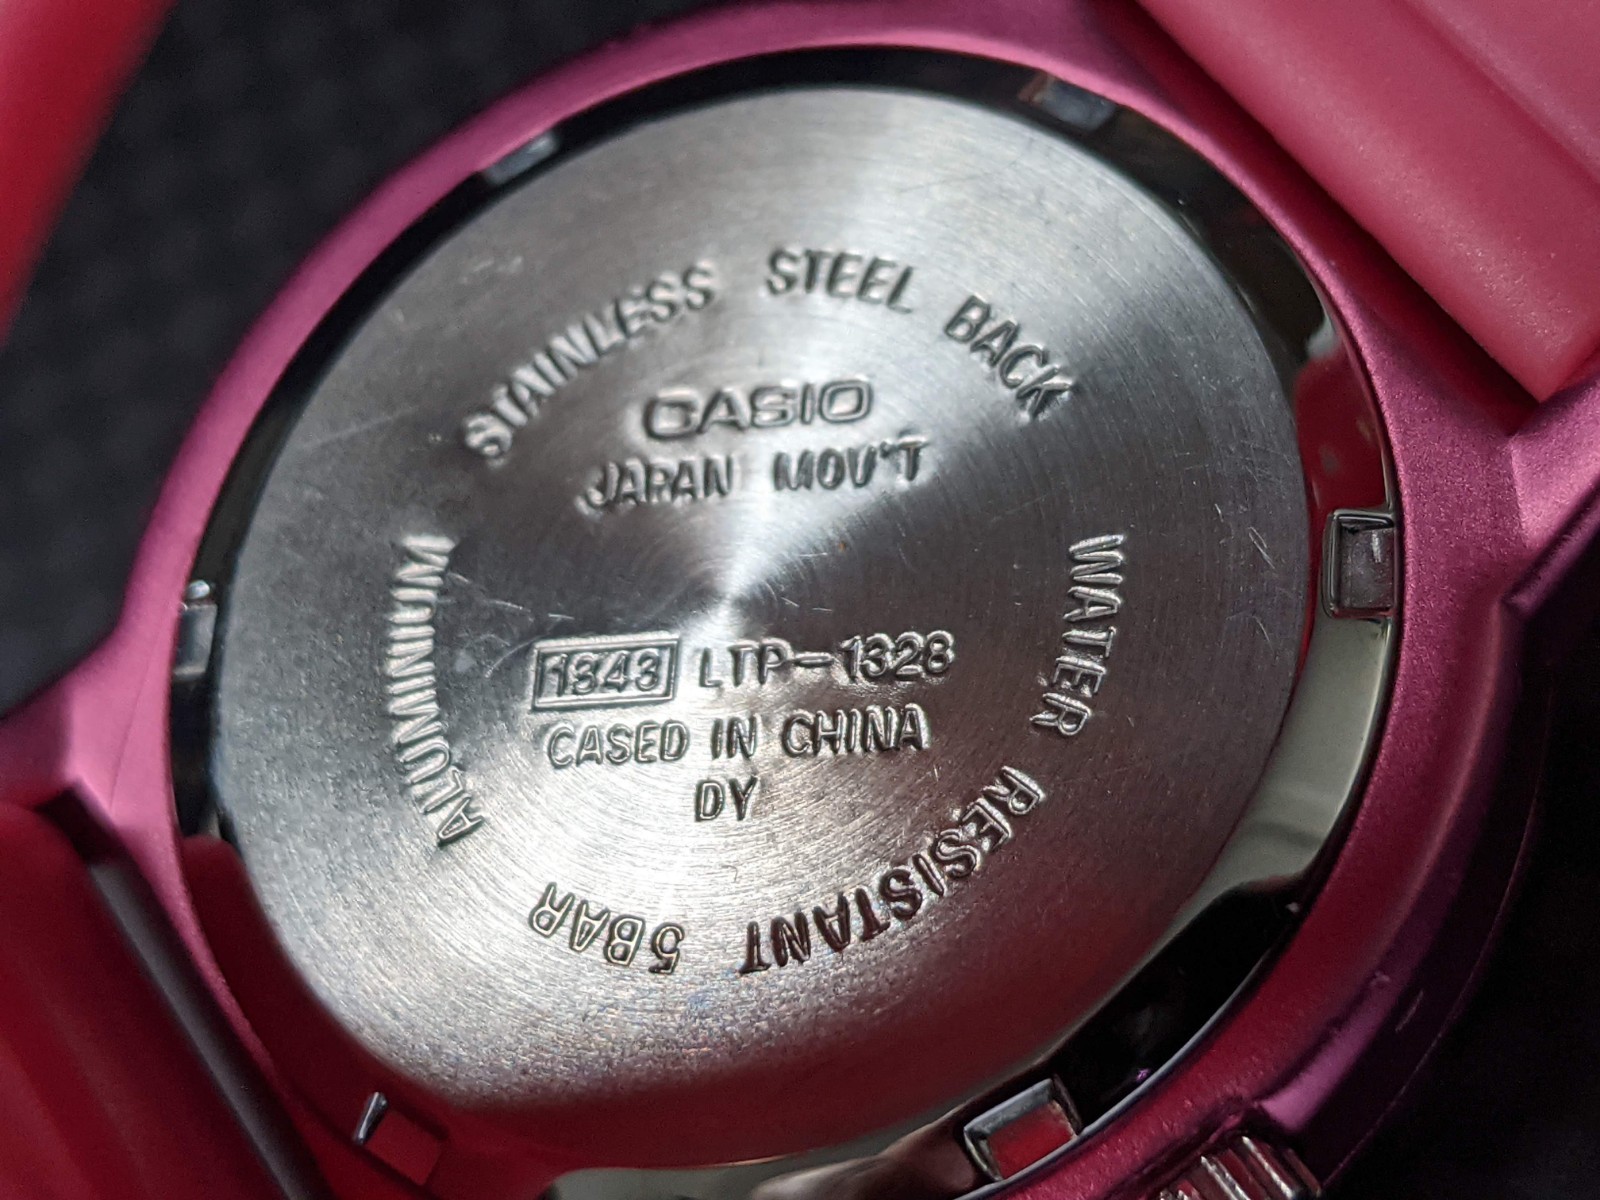 STAINLESS STEEL BACK
CASIO
JAPAN MOV'T
1343 LTP-1328
CASED IN CHINA
DY
WATER RESISTANT 5BAR
ALUMINIUM